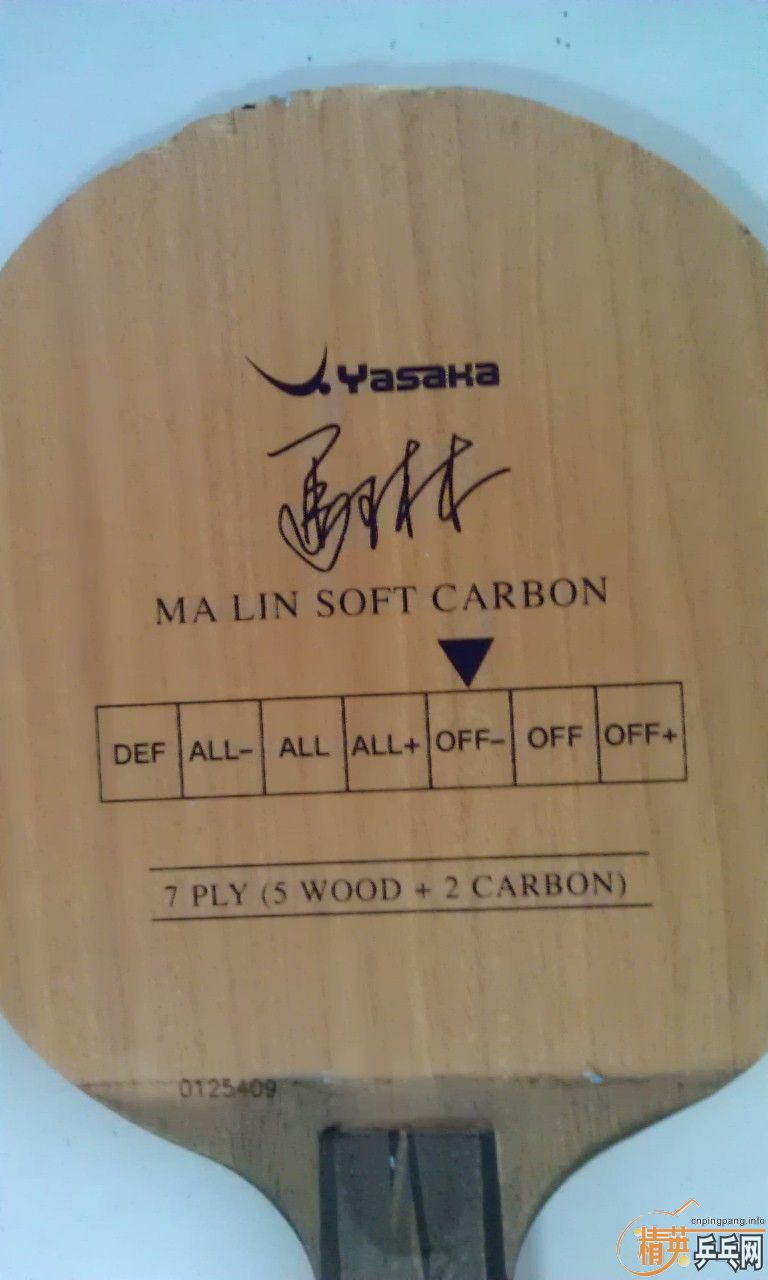 Yasaka
马琳
MA LIN SOFT CARBON
DEF ALL- ALL ALL+ OFF- OFF OFF+
7 PLY (5 WOOD + 2 CARBON)
0125409
cnpingpang.info
精英乒乓网